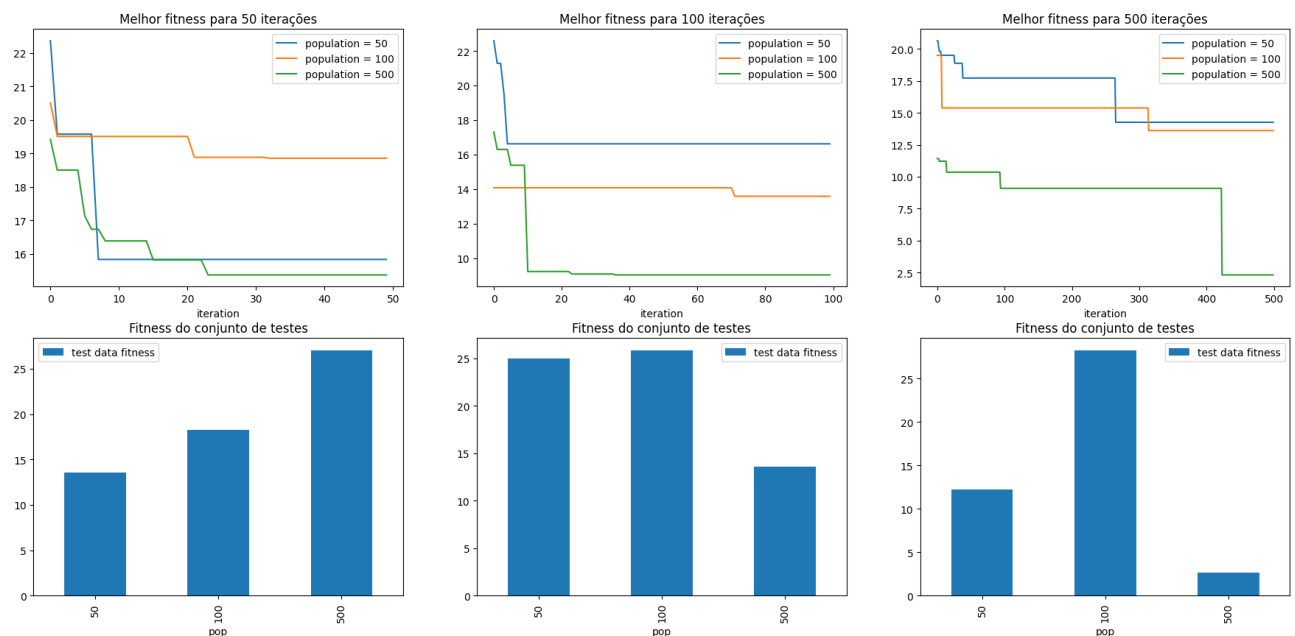 Melhor fitness para 50 iterações
population = 50
population = 100
population = 500
22
21
20
19
18
17
16
0 10 20 30 40 50
iteration
Melhor fitness para 100 iterações
population = 50
population = 100
population = 500
22
20
18
16
14
12
10
0 20 40 60 80 100
iteration
Melhor fitness para 500 iterações
population = 50
population = 100
population = 500
20.0
17.5
15.0
12.5
10.0
7.5
5.0
2.5
0 100 200 300 400 500
iteration
Fitness do conjunto de testes
test data fitness
25
20
15
10
5
0
50 100 500
pop
Fitness do conjunto de testes
test data fitness
25
20
15
10
5
0
50 100 500
pop
Fitness do conjunto de testes
test data fitness
25
20
15
10
5
0
50 100 500
pop